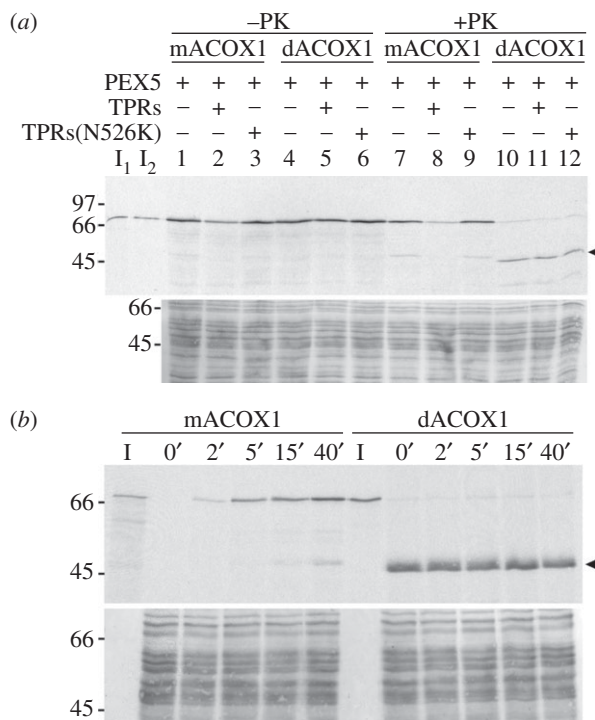 (a) –PK +PK
mACOX1 dACOX1 mACOX1 dACOX1
PEX5 + + + + + + + + + + + +
TPRs – + – – + – – + – – + –
TPRs(N526K) – – + – – + – – + – – +
I1 I2 1 2 3 4 5 6 7 8 9 10 11 12
97-
66-
45-
66-
45-
(b) mACOX1 dACOX1
I 0′ 2′ 5′ 15′ 40′ I 0′ 2′ 5′ 15′ 40′
66-
45-
66-
45-